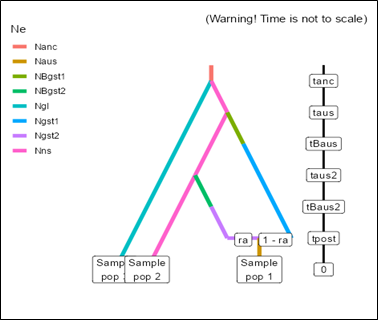 (Warning! Time is not to scale)
Ne
Nanc
Naus
NBgst1
NBgst2
Ngl
Ngst1
Ngst2
Nns
tanc
taus
tBaus
taus2
tBaus2
tpost
0
ra
1 - ra
Sample
pop
Sample
pop 2
Sample
pop 1